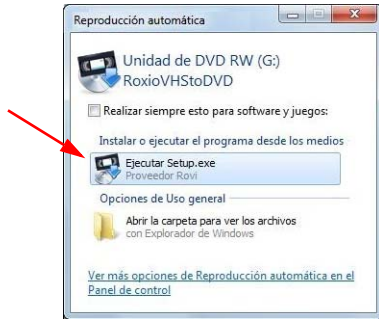 Reproducción automática
Unidad de DVD RW (G:)
RoxioVHStoDVD
Realizar siempre esto para software y juegos:
Instalar o ejecutar el programa desde los medios
Ejecutar Setup.exe
Proveedor Rovi
Opciones de Uso general
Abrir la carpeta para ver los archivos
con Explorador de Windows
Ver más opciones de Reproducción automática en el
Panel de control